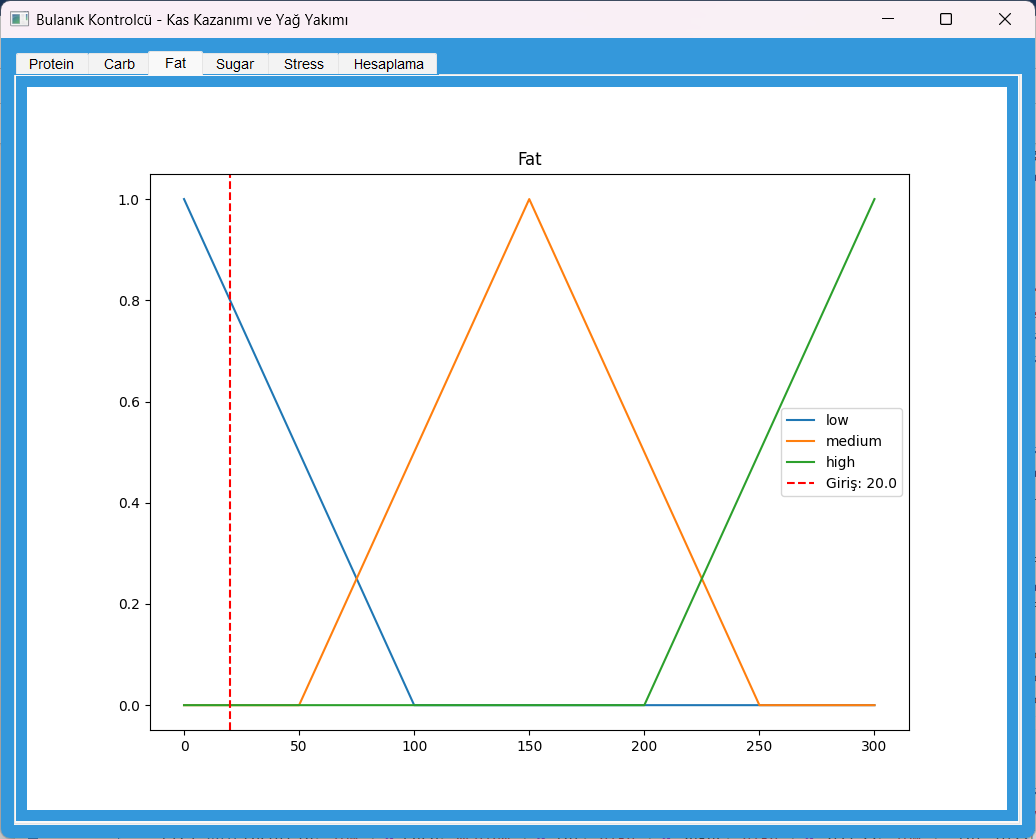 Bulanık Kontrolcü - Kas Kazanımı ve Yağ Yakımı
Protein Carb Fat Sugar Stress Hesaplama
Fat
1.0
0.8
0.6
0.4
0.2
0.0
low
medium
high
Giriş: 20.0
0 50 100 150 200 250 300